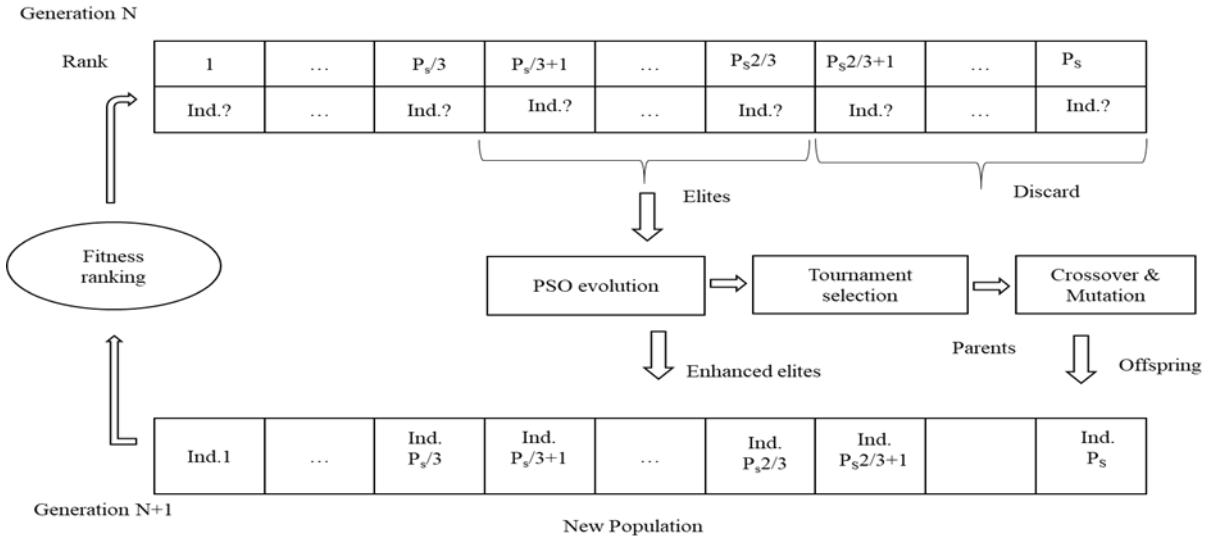 Generation N
Rank 1 … Pₛ/3 Pₛ/3+1 … Pₛ2/3 Pₛ2/3+1 … Pₛ
Ind.? … Ind.? Ind.? … Ind.? Ind.? … Ind.?
Elites
Discard
Fitness
ranking
PSO evolution
Tournament
selection
Crossover &
Mutation
Enhanced elites
Parents
Offspring
Ind.1 … Ind. Ind. … Ind. Ind. Ind.
Pₛ/3 Pₛ/3+1 Pₛ2/3 Pₛ2/3+1 Pₛ
Generation N+1
New Population